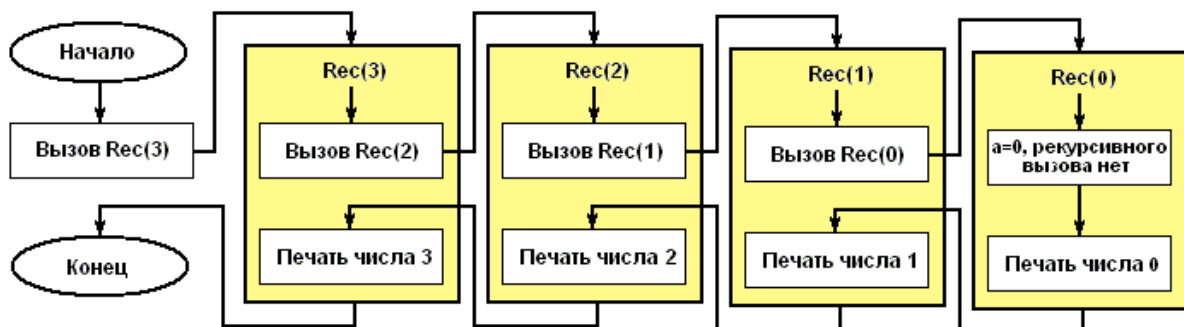 Начало
Вызов Rec(3)
Конец
Rec(3)
Вызов Rec(2)
Печать числа 3
Rec(2)
Вызов Rec(1)
Печать числа 2
Rec(1)
Вызов Rec(0)
Печать числа 1
Rec(0)
a=0, рекурсивного
вызова нет
Печать числа 0